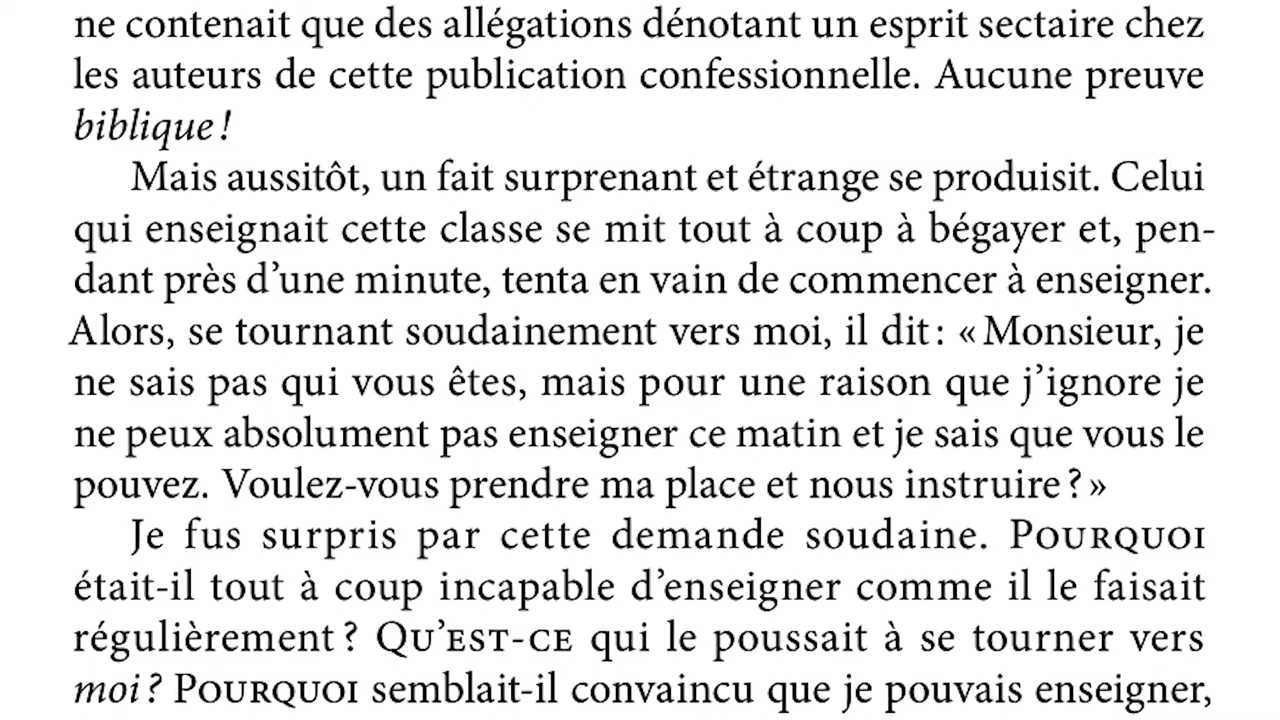 ne contenait que des allégations dénotant un esprit sectaire chez
les auteurs de cette publication confessionnelle. Aucune preuve
biblique !
Mais aussitôt, un fait surprenant et étrange se produisit. Celui
qui enseignait cette classe se mit tout à coup à bégayer et, pen-
dant près d’une minute, tenta en vain de commencer à enseigner.
Alors, se tournant soudainement vers moi, il dit : « Monsieur, je
ne sais pas qui vous êtes, mais pour une raison que j’ignore je
ne peux absolument pas enseigner ce matin et je sais que vous le
pouvez. Voulez-vous prendre ma place et nous instruire ? »
Je fus surpris par cette demande soudaine. POURQUOI
était-il tout à coup incapable d’enseigner comme il le faisait
régulièrement ? QU’EST-CE qui le poussait à se tourner vers
moi ? POURQUOI semblait-il convaincu que je pouvais enseigner,